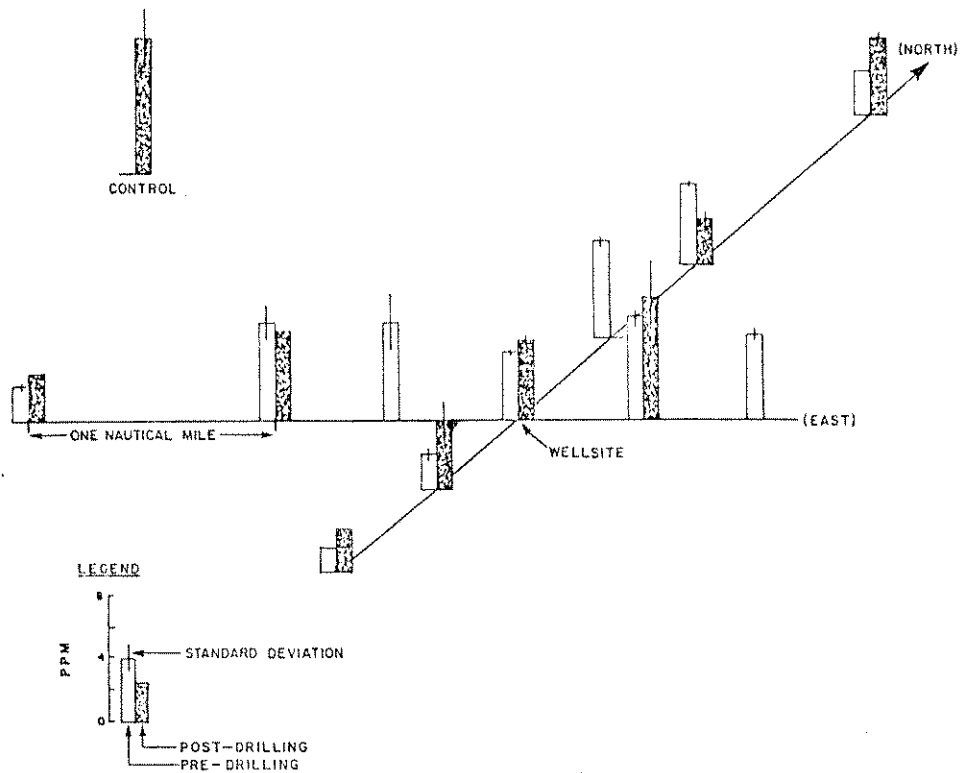 (NORTH)
CONTROL
(EAST)
ONE NAUTICAL MILE
WELLSITE
LEGEND
8
4
0
PPM
STANDARD DEVIATION
POST-DRILLING
PRE-DRILLING